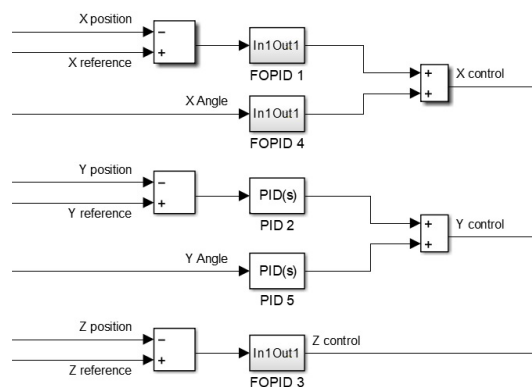 X position
−
+
X reference
In1Out1
FOPID 1
X Angle
In1Out1
FOPID 4
+
+
X control
Y position
−
+
Y reference
PID(s)
PID 2
Y Angle
PID(s)
PID 5
+
+
Y control
Z position
−
+
Z reference
In1Out1
FOPID 3
Z control